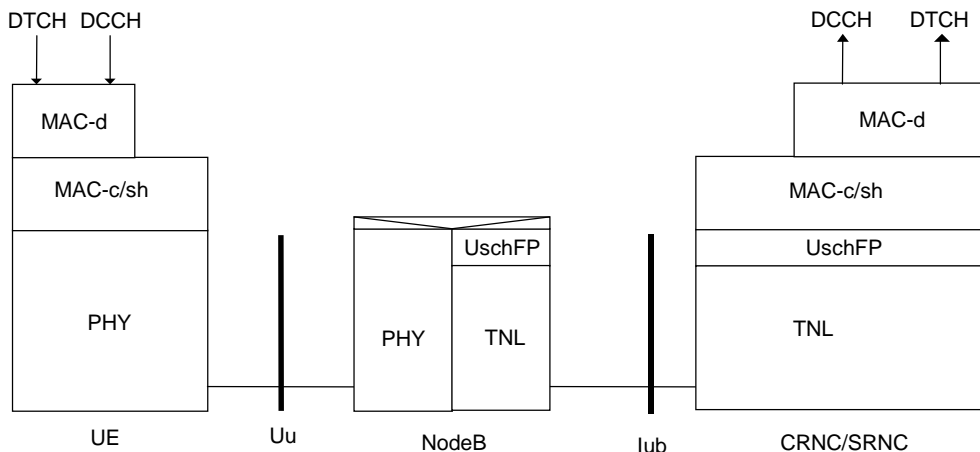 DTCH DCCH
DCCH DTCH
MAC-d
MAC-d
MAC-c/sh
MAC-c/sh
UschFP
UschFP
PHY
PHY
TNL
TNL
UE
Uu
NodeB
Iub
CRNC/SRNC